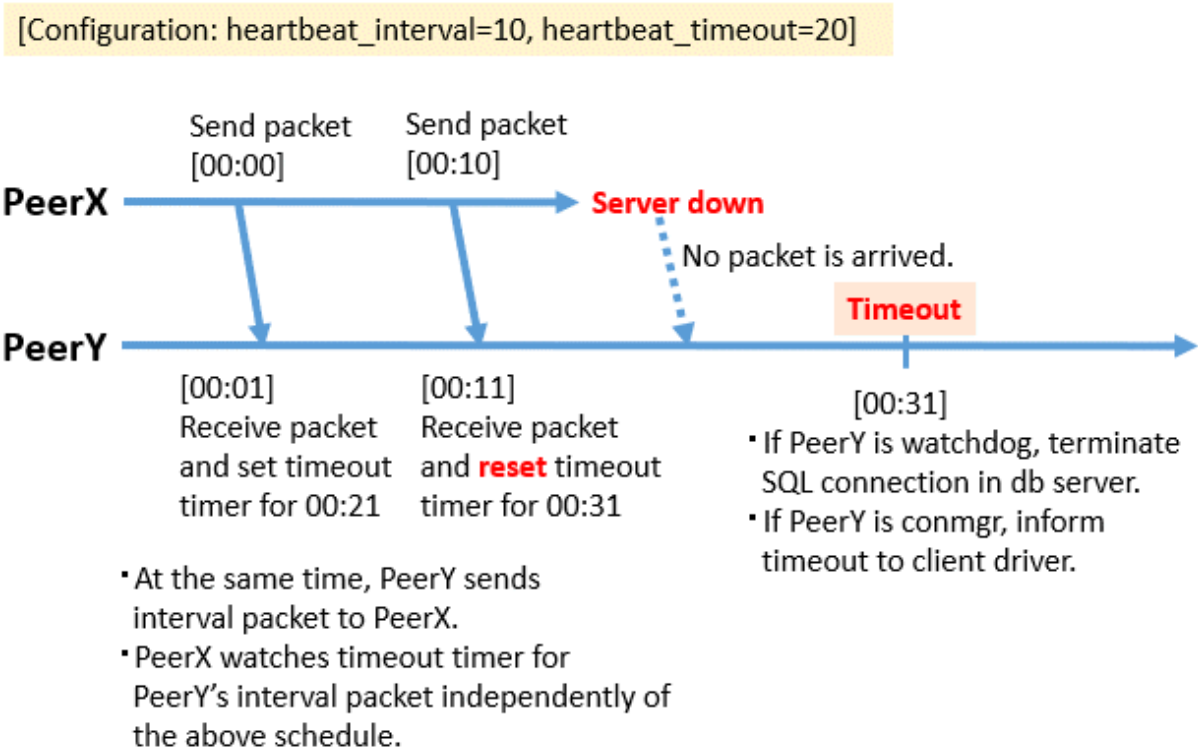 [Configuration: heartbeat_interval=10, heartbeat_timeout=20]
Send packet
[00:00]
Send packet
[00:10]
PeerX
Server down
No packet is arrived.
Timeout
PeerY
[00:01]
Receive packet
and set timeout
timer for 00:21
[00:11]
Receive packet
and reset timeout
timer for 00:31
[00:31]
・If PeerY is watchdog, terminate
SQL connection in db server.
・If PeerY is conmgr, inform
timeout to client driver.
・At the same time, PeerY sends
interval packet to PeerX.
・PeerX watches timeout timer for
PeerY’s interval packet independently of
the above schedule.